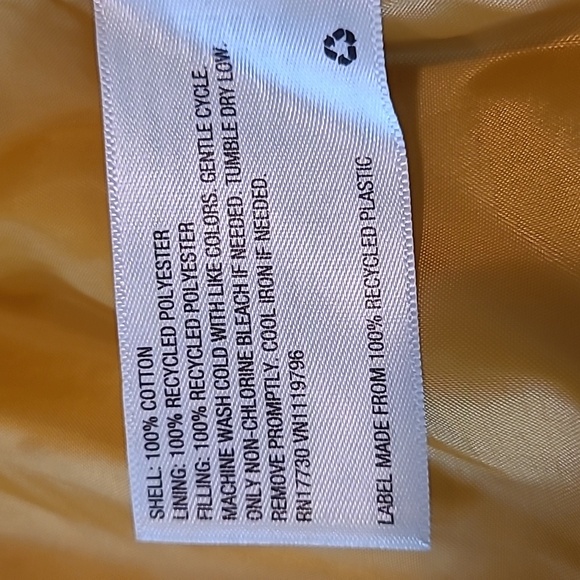 SHELL: 100% COTTON
LINING: 100% RECYCLED POLYESTER
FILLING: 100% RECYCLED POLYESTER
MACHINE WASH COLD WITH LIKE COLORS. GENTLE CYCLE.
ONLY NON-CHLORINE BLEACH IF NEEDED. TUMBLE DRY LOW.
REMOVE PROMPTLY. COOL IRON IF NEEDED.
RN17730 VN1119796
LABEL MADE FROM 100% RECYCLED PLASTIC